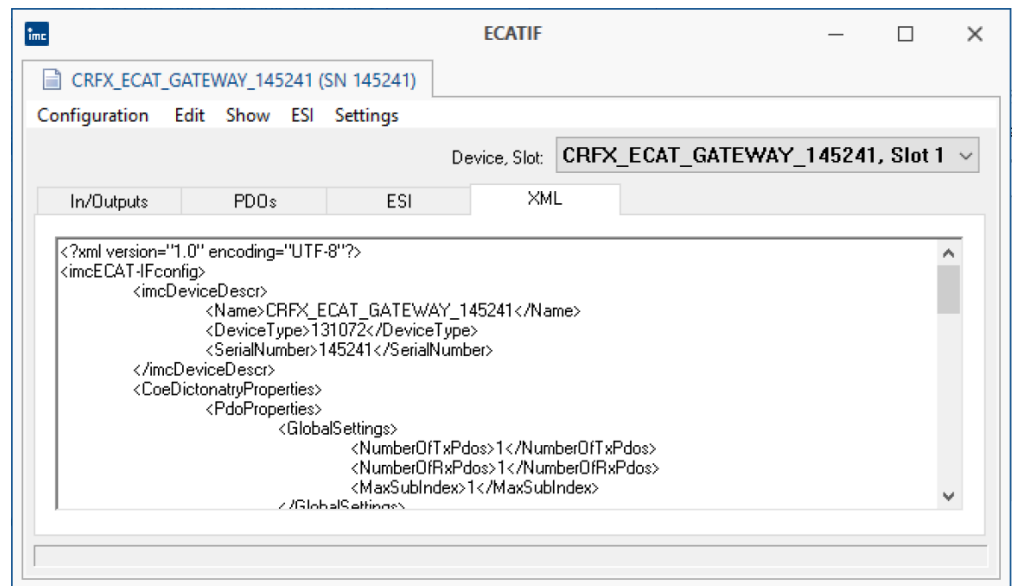 imc
ECATIF
CRFX_ECAT_GATEWAY_145241 (SN 145241)
Configuration Edit Show ESI Settings
Device, Slot: CRFX_ECAT_GATEWAY_145241, Slot 1
In/Outputs PDOs ESI XML
<?xml version="1.0" encoding="UTF-8"?>
<imcECAT-IFconfig>
<imcDeviceDescr>
<Name>CRFX_ECAT_GATEWAY_145241</Name>
<DeviceType>131072</DeviceType>
<SerialNumber>145241</SerialNumber>
</imcDeviceDescr>
<CoeDictonatryProperties>
<PdoProperties>
<GlobalSettings>
<NumberOfTxPdos>1</NumberOfTxPdos>
<NumberOfRxPdos>1</NumberOfRxPdos>
<MaxSubIndex>1</MaxSubIndex>
</GlobalSettings>